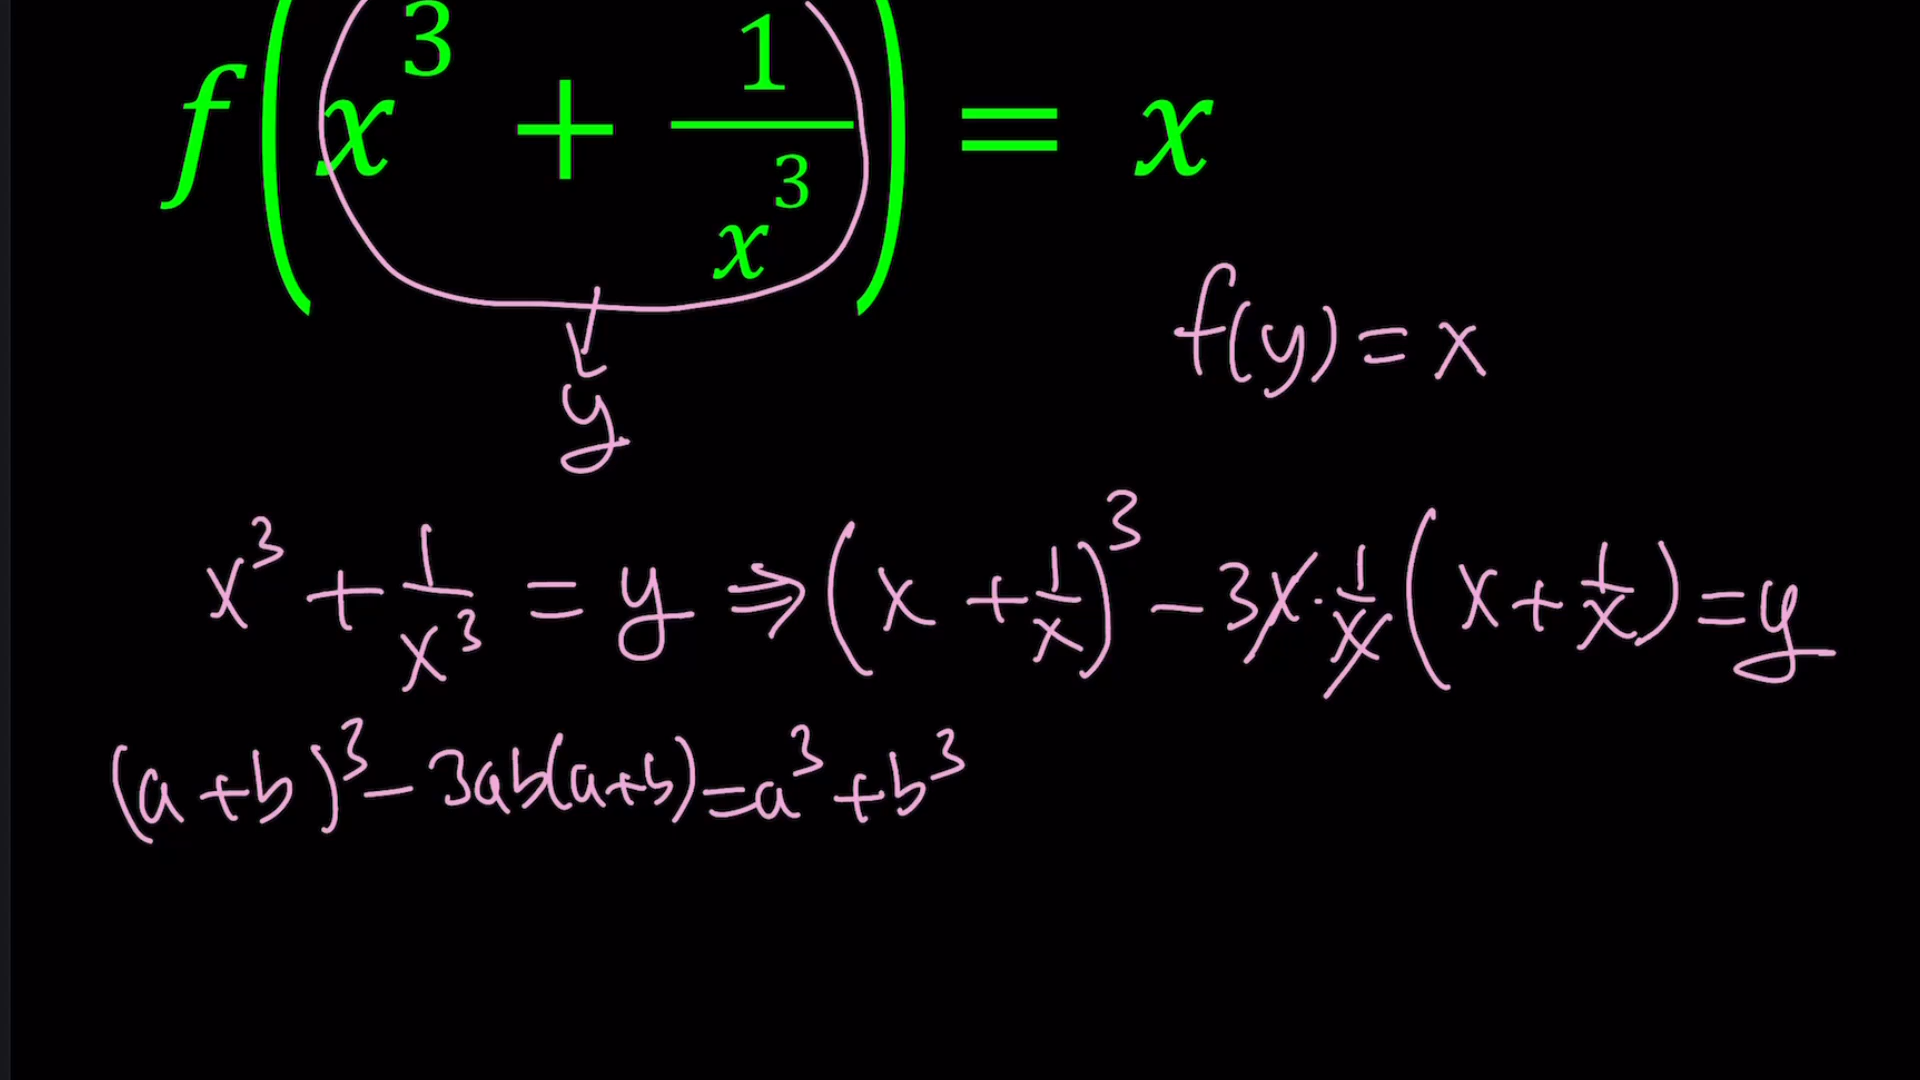 f(x³ + 1/x³) = x
f(y) = x
y
x³ + 1/x³ = y ⇒ (x + 1/x)³ − 3x · 1/x (x + 1/x) = y
(a + b)³ − 3ab(a+b) = a³ + b³